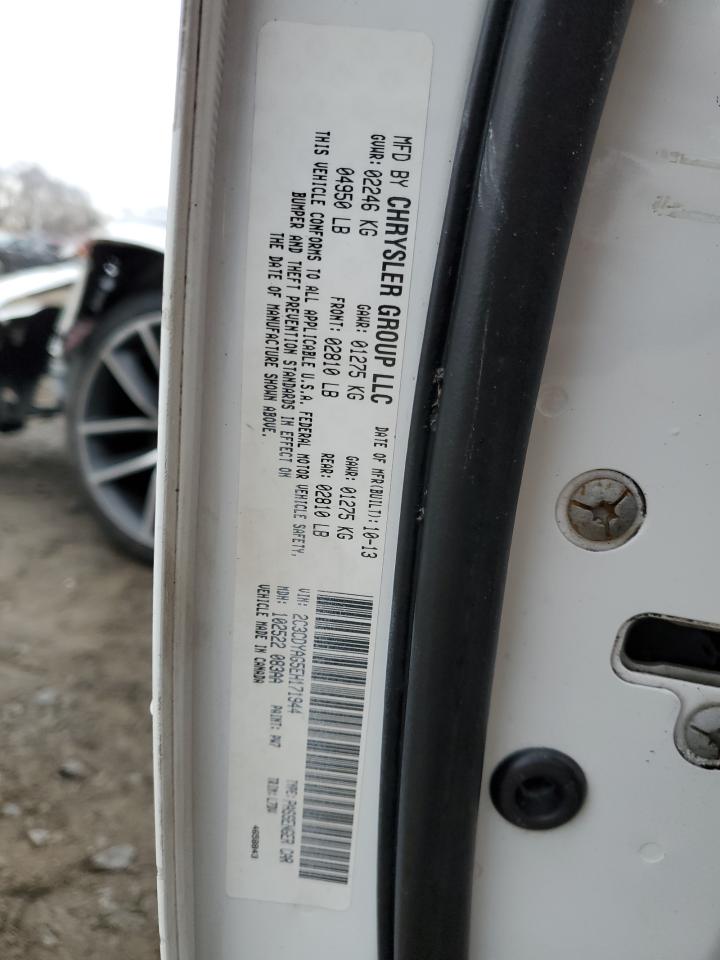 MFD BY CHRYSLER GROUP LLC
DATE OF MFR(BUILT): 10-13
GVWR: 02246 KG GAWR: 01275 KG GAWR: 01275 KG
04950 LB FRONT: 02810 LB REAR: 02810 LB
THIS VEHICLE CONFORMS TO ALL APPLICABLE U.S.A. FEDERAL MOTOR VEHICLE SAFETY,
BUMPER AND THEFT PREVENTION STANDARDS IN EFFECT ON
THE DATE OF MANUFACTURE SHOWN ABOVE.
VIN: 2C3CDYAG5EH171944 TYPE: PASSENGER CAR
MDH: 102522 083AA PAINT: PW7 TRIM:
VEHICLE MADE IN CANADA
4658843